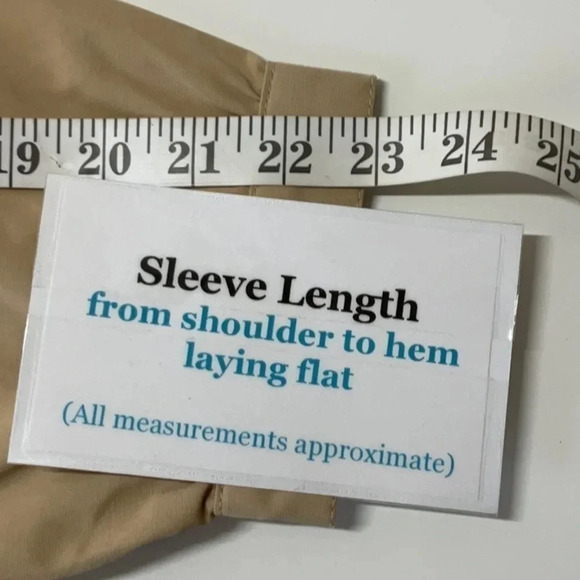 19 20 21 22 23 24 25
Sleeve Length
from shoulder to hem
laying flat
(All measurements approximate)